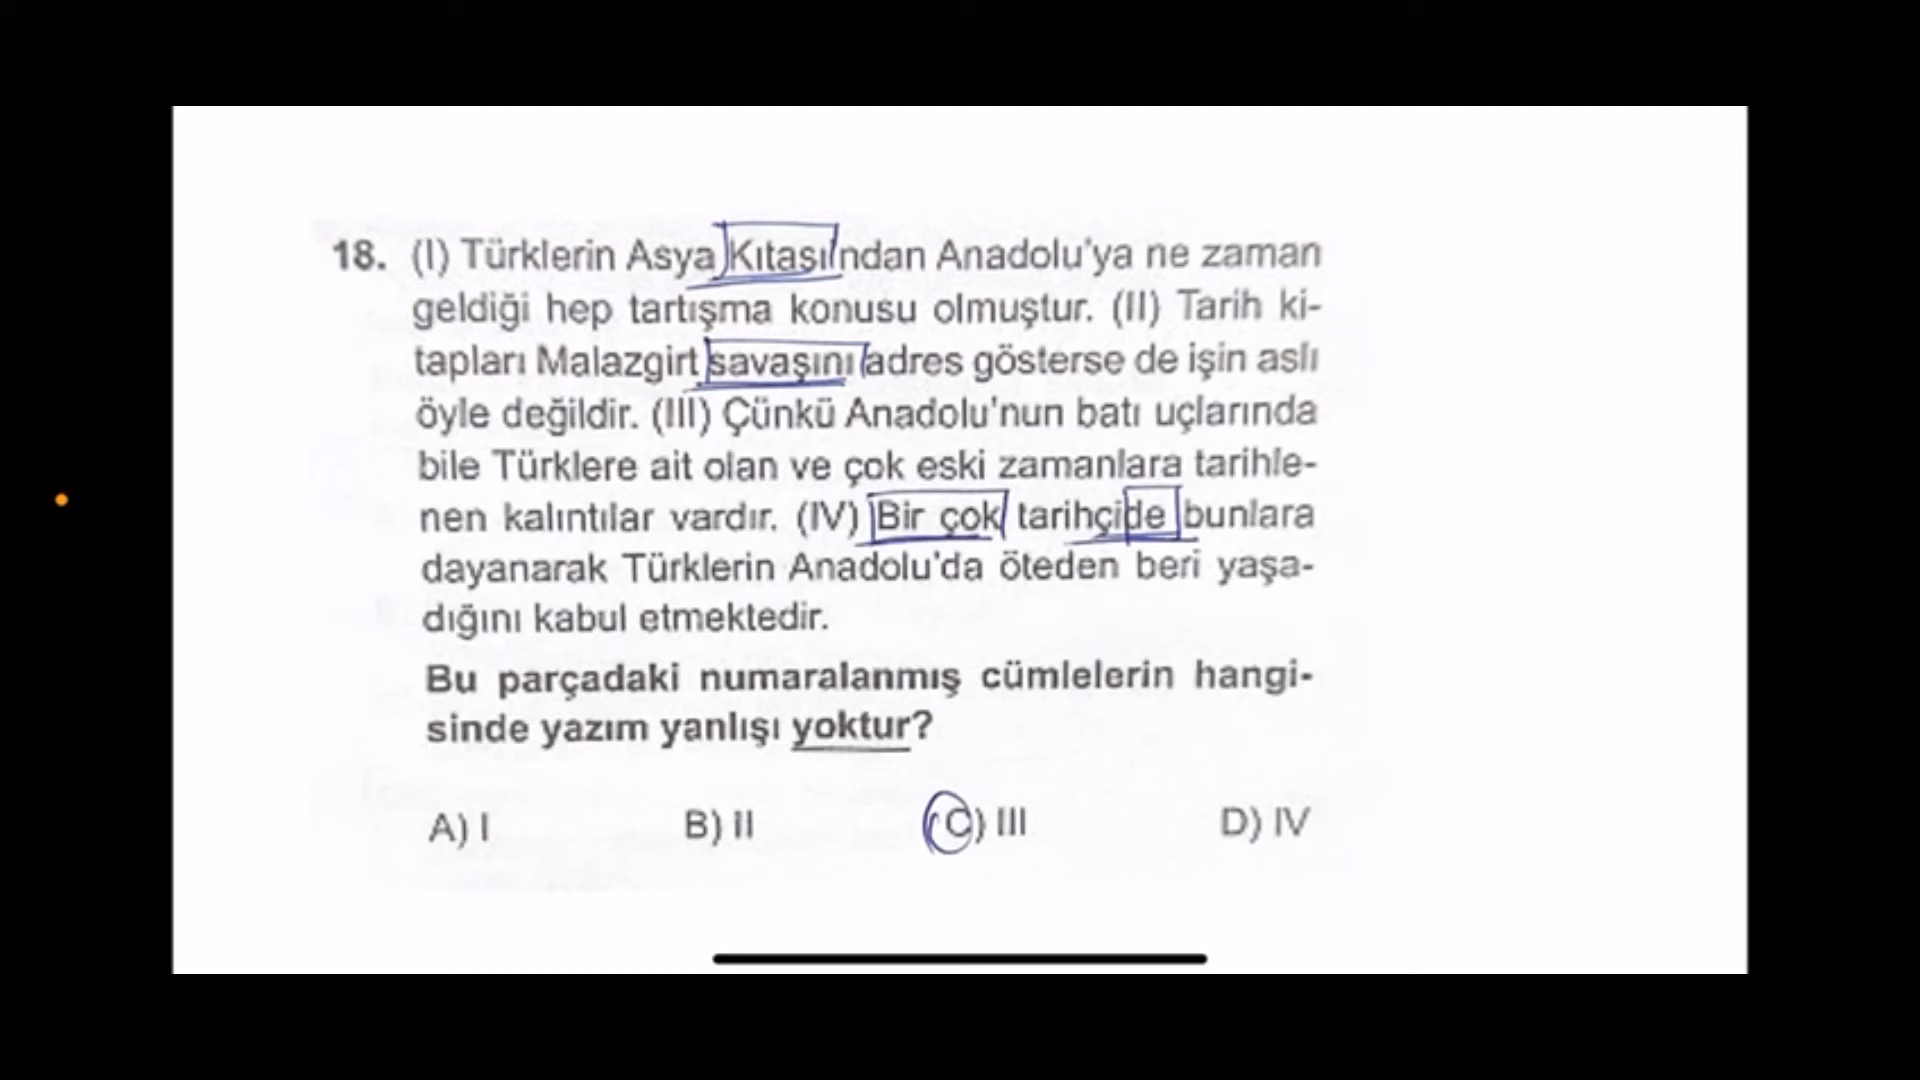 18. (I) Türklerin Asya Kıtası'ndan Anadolu'ya ne zaman
geldiği hep tartışma konusu olmuştur. (II) Tarih ki-
tapları Malazgirt savaşını adres gösterse de işin aslı
öyle değildir. (III) Çünkü Anadolu'nun batı uçlarında
bile Türklere ait olan ve çok eski zamanlara tarihle-
nen kalıntılar vardır. (IV) Bir çok tarihçide bunlara
dayanarak Türklerin Anadolu'da öteden beri yaşa-
dığını kabul etmektedir.
Bu parçadaki numaralanmış cümlelerin hangi-
sinde yazım yanlışı yoktur?
A) I B) II C) III D) IV